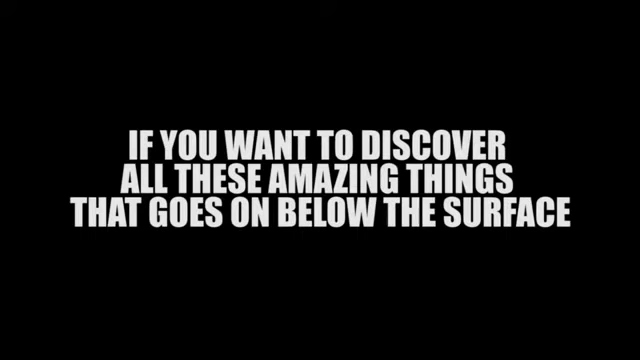 IF YOU WANT TO DISCOVER
ALL THESE AMAZING THINGS
THAT GOES ON BELOW THE SURFACE